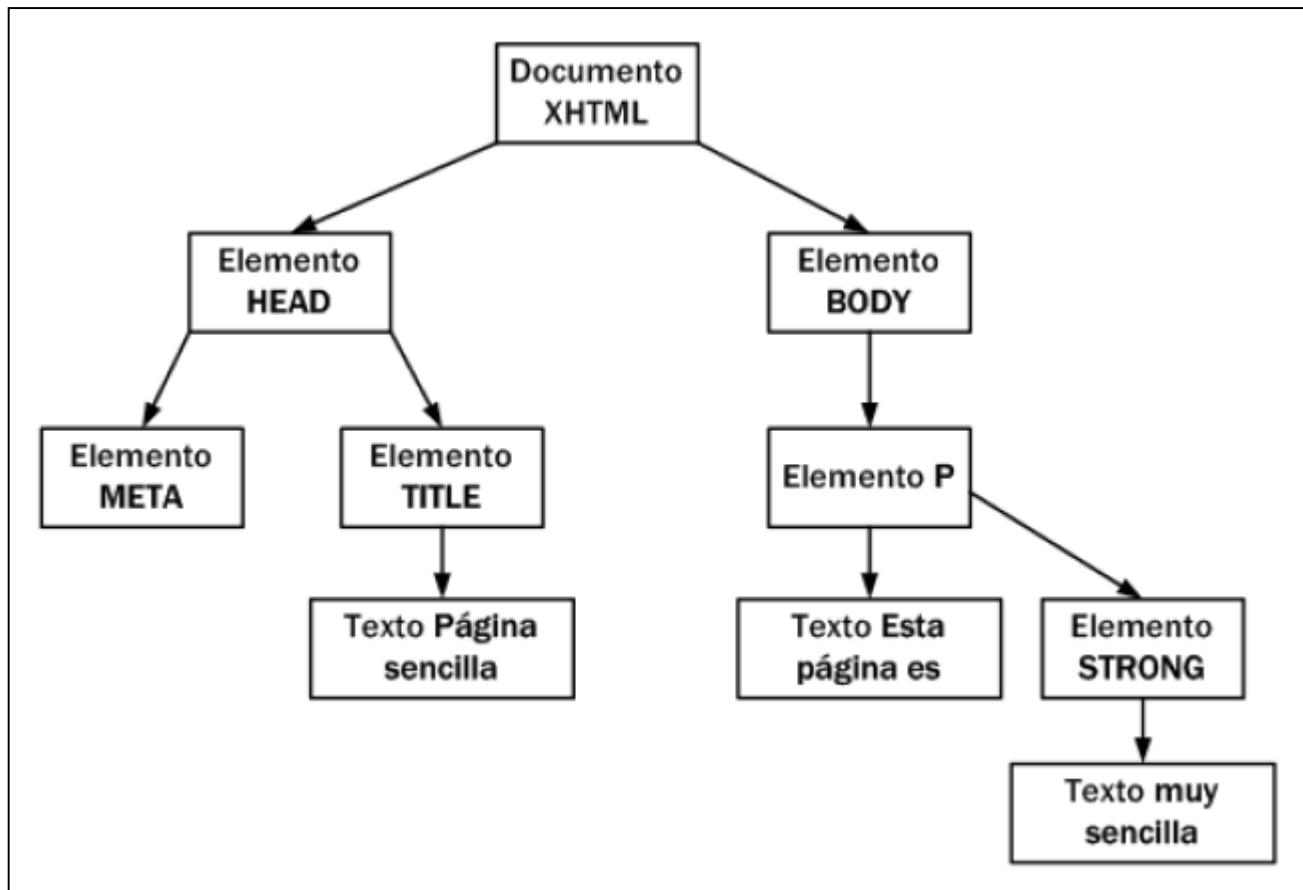 Documento
XHTML
Elemento
HEAD
Elemento
BODY
Elemento
META
Elemento
TITLE
Elemento P
Texto Página
sencilla
Texto Esta
página es
Elemento
STRONG
Texto muy
sencilla